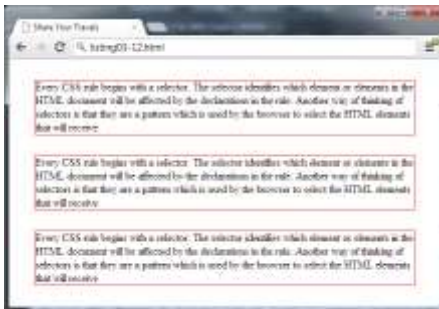 Share Your Travels
listing03-12.html
Every CSS rule begins with a selector. The selector identifies which element or elements in the
HTML document will be affected by the declarations in the rule. Another way of thinking of
selectors is that they are a pattern which is used by the browser to select the HTML elements
that will receive
Every CSS rule begins with a selector. The selector identifies which element or elements in the
HTML document will be affected by the declarations in the rule. Another way of thinking of
selectors is that they are a pattern which is used by the browser to select the HTML elements
that will receive
Every CSS rule begins with a selector. The selector identifies which element or elements in the
HTML document will be affected by the declarations in the rule. Another way of thinking of
selectors is that they are a pattern which is used by the browser to select the HTML elements
that will receive